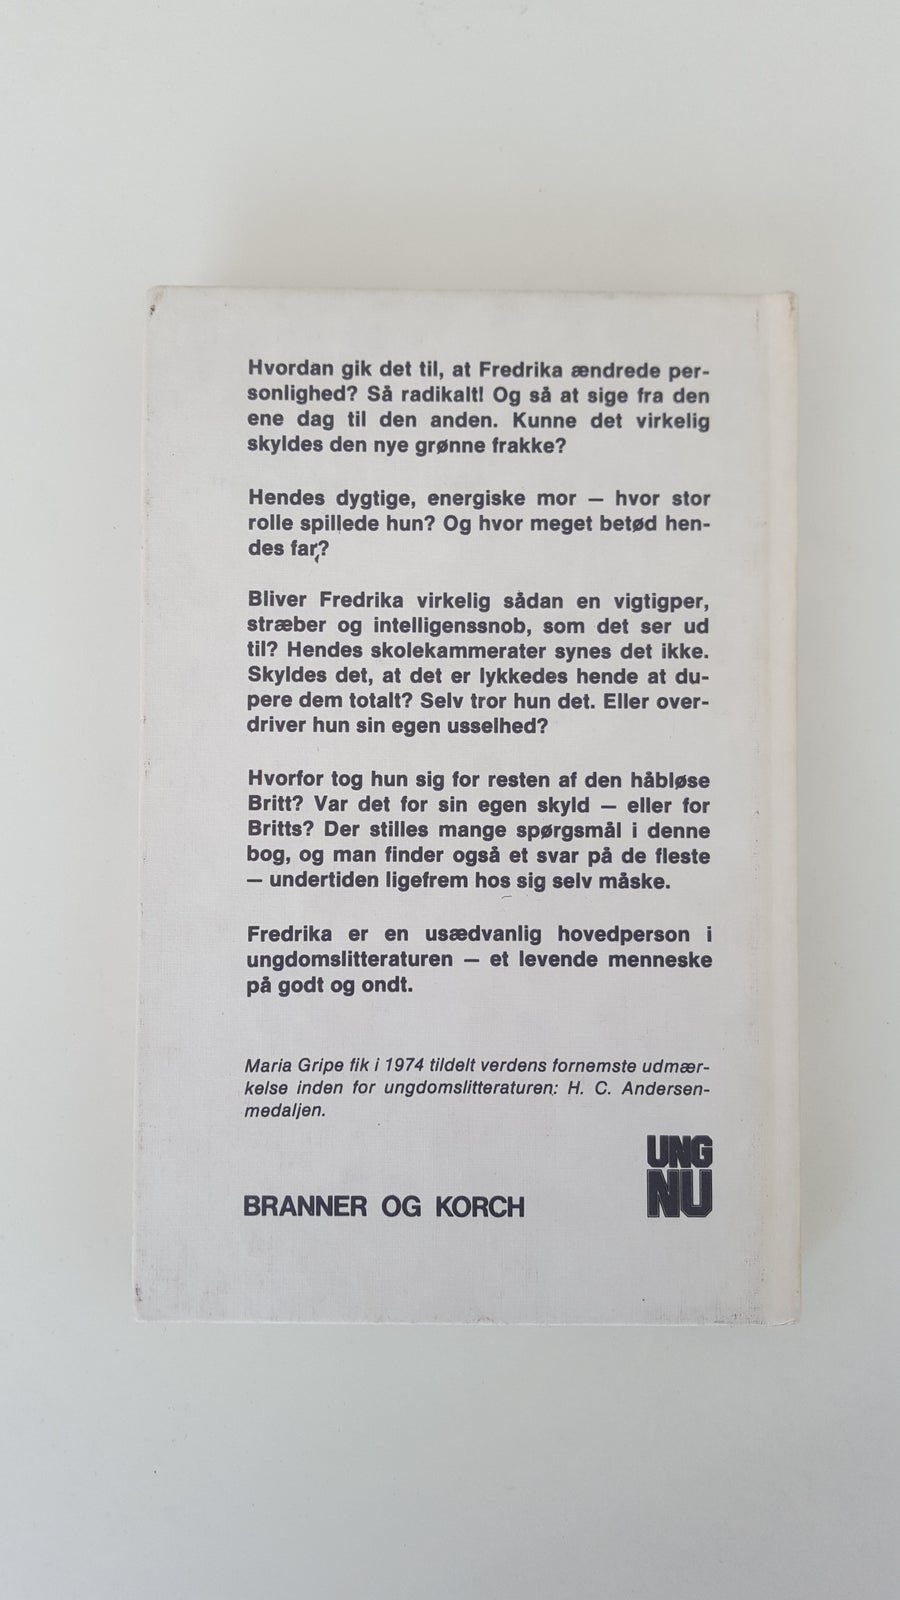 Hvordan gik det til, at Fredrika ændrede per-
sonlighed? Så radikalt! Og så at sige fra den
ene dag til den anden. Kunne det virkelig
skyldes den nye grønne frakke?
Hendes dygtige, energiske mor – hvor stor
rolle spillede hun? Og hvor meget betød hen-
des far?
Bliver Fredrika virkelig sådan en vigtigper,
stræber og intelligenssnob, som det ser ud
til? Hendes skolekammerater synes det ikke.
Skyldes det, at det er lykkedes hende at du-
pere dem totalt? Selv tror hun det. Eller over-
driver hun sin egen usselhed?
Hvorfor tog hun sig for resten af den håbløse
Britt? Var det for sin egen skyld – eller for
Britts? Der stilles mange spørgsmål i denne
bog, og man finder også et svar på de fleste
– undertiden ligefrem hos sig selv måske.
Fredrika er en usædvanlig hovedperson i
ungdomslitteraturen – et levende menneske
på godt og ondt.
Maria Gripe fik i 1974 tildelt verdens fornemste udmær-
kelse inden for ungdomslitteraturen: H. C. Andersen-
medaljen.
UNG
NU
BRANNER OG KORCH